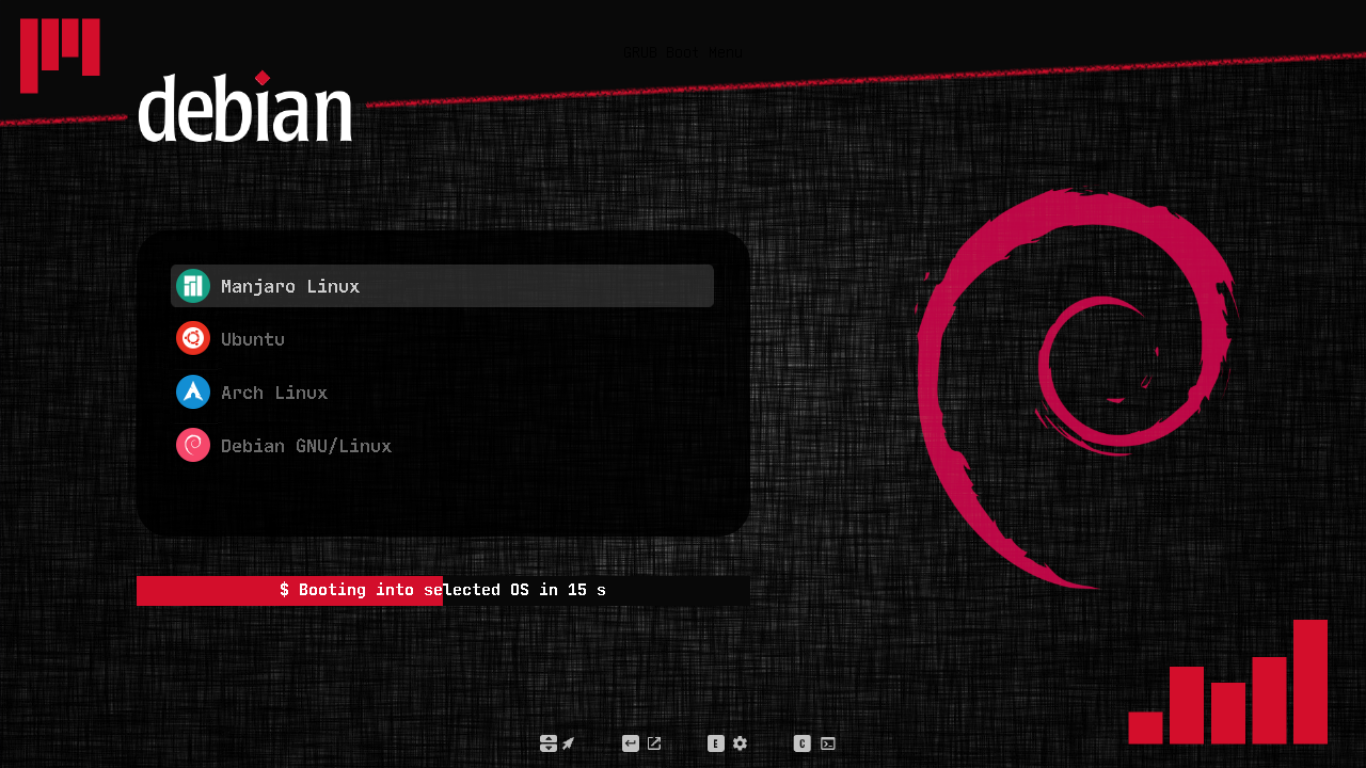 GRUB Boot Menu
debian
Manjaro Linux
Ubuntu
Arch Linux
Debian GNU/Linux
$ Booting into selected OS in 15 s
E
C